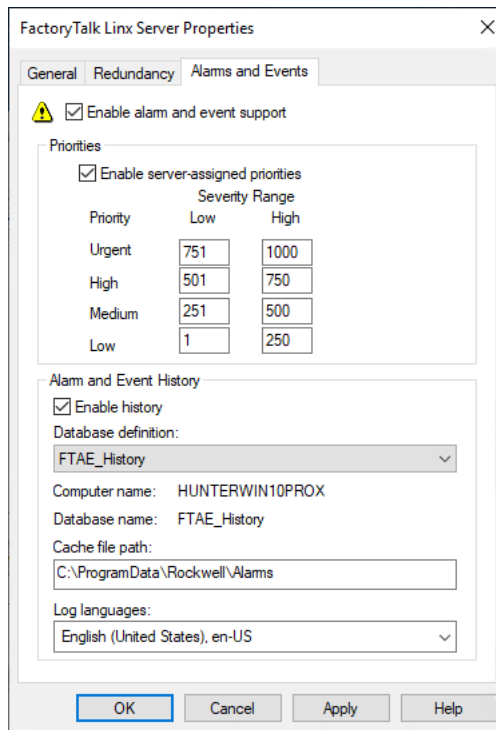 FactoryTalk Linx Server Properties
General Redundancy Alarms and Events
Enable alarm and event support
Priorities
Enable server-assigned priorities
Severity Range
Priority Low High
Urgent 751 1000
High 501 750
Medium 251 500
Low 1 250
Alarm and Event History
Enable history
Database definition:
FTAE_History
Computer name: HUNTERWIN10PROX
Database name: FTAE_History
Cache file path:
C:\ProgramData\Rockwell\Alarms
Log languages:
English (United States), en-US
OK Cancel Apply Help